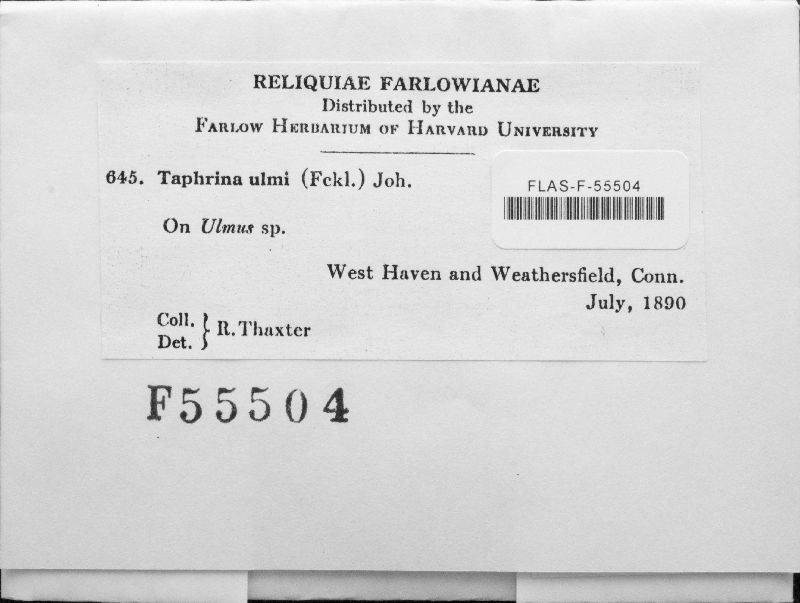 RELIQUIAE FARLOWIANAE
Distributed by the
FARLOW HERBARIUM OF HARVARD UNIVERSITY
645. Taphrina ulmi (Fckl.) Joh.
FLAS-F-55504
On Ulmus sp.
West Haven and Weathersfield, Conn.
July, 1890
Coll.
Det. } R. Thaxter
F55504